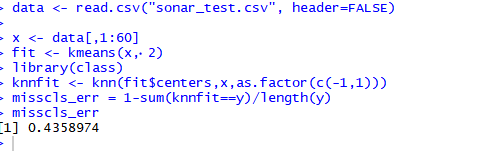 > data <- read.csv("sonar_test.csv", header=FALSE)
>
> x <- data[,1:60]
> fit <- kmeans(x, 2)
> library(class)
> knnfit <- knn(fit$centers,x,as.factor(c(-1,1)))
> misscls_err = 1-sum(knnfit==y)/length(y)
> misscls_err
[1] 0.4358974
>